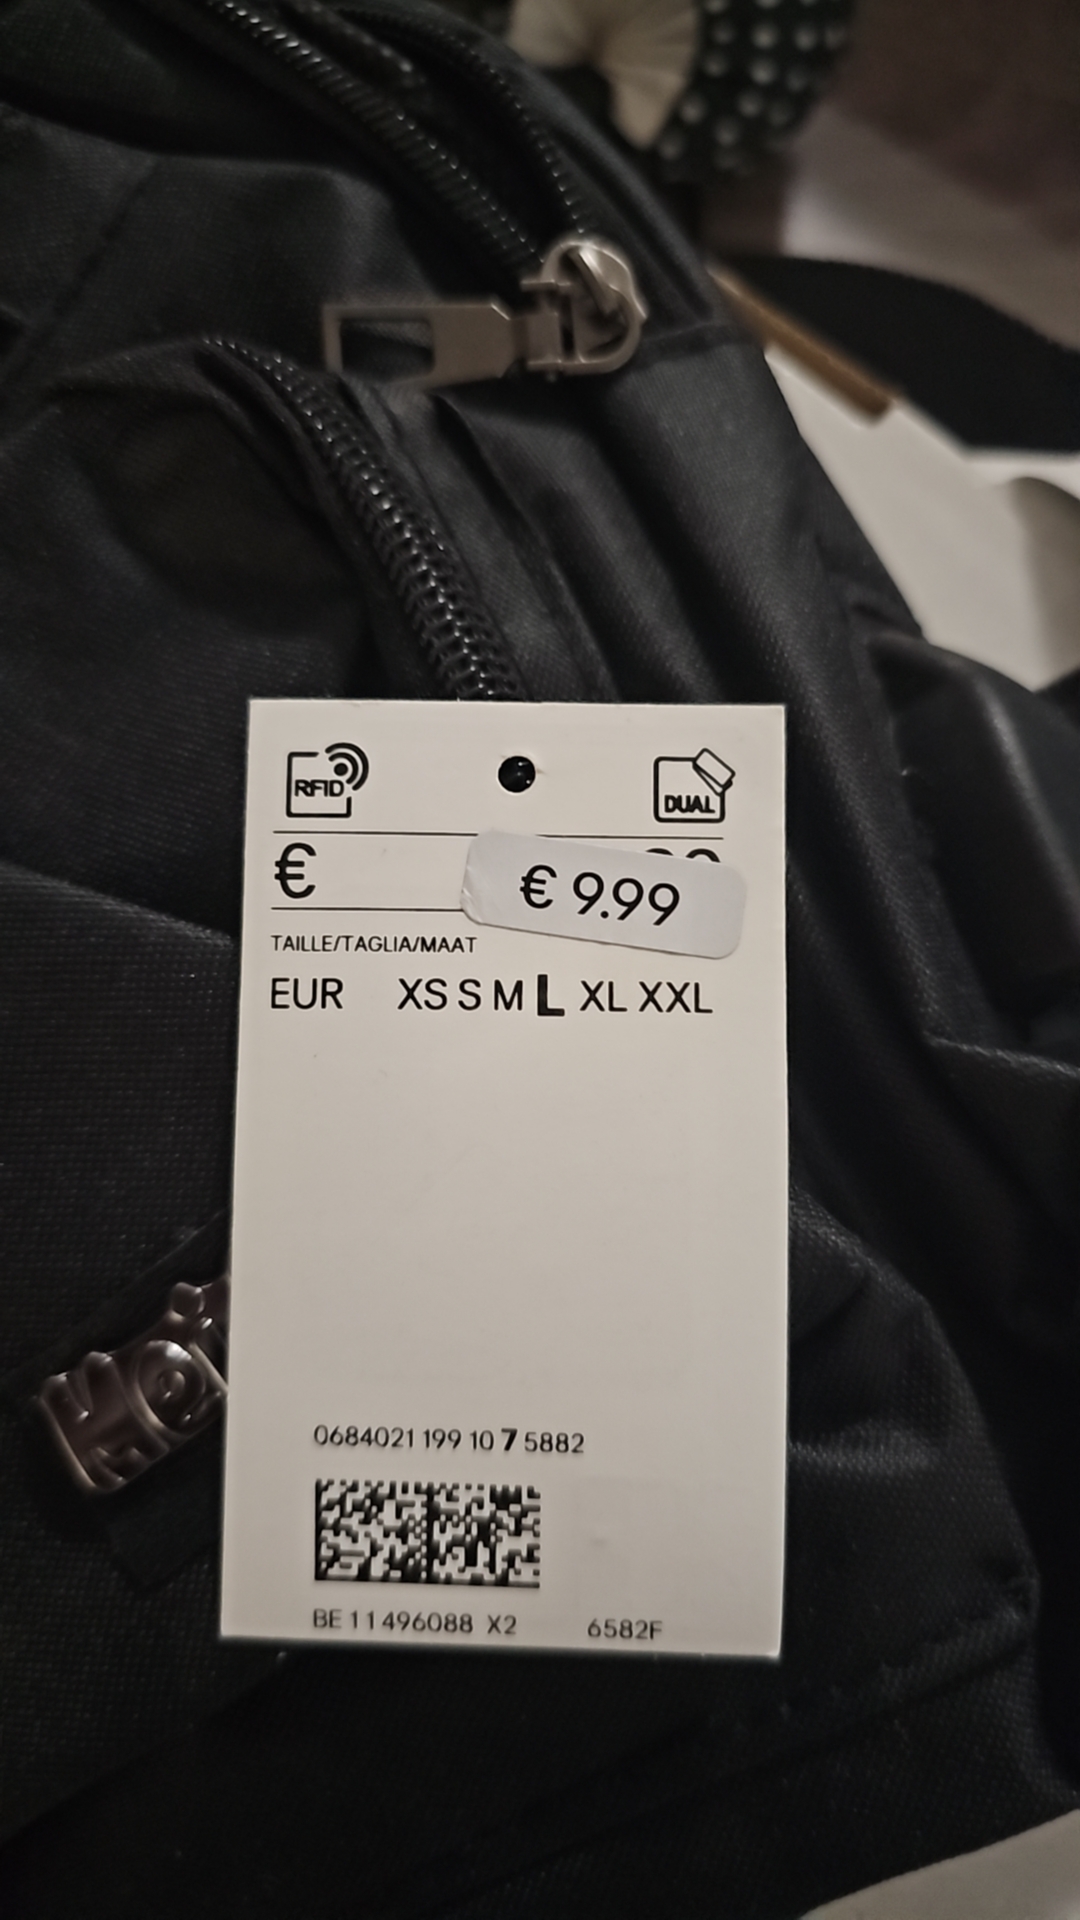 RFID
DUAL
€
€ 9.99
TAILLE/TAGLIA/MAAT
EUR XS S M L XL XXL
0684021 199 10 7 5882
BE 11496088 X2 6582F